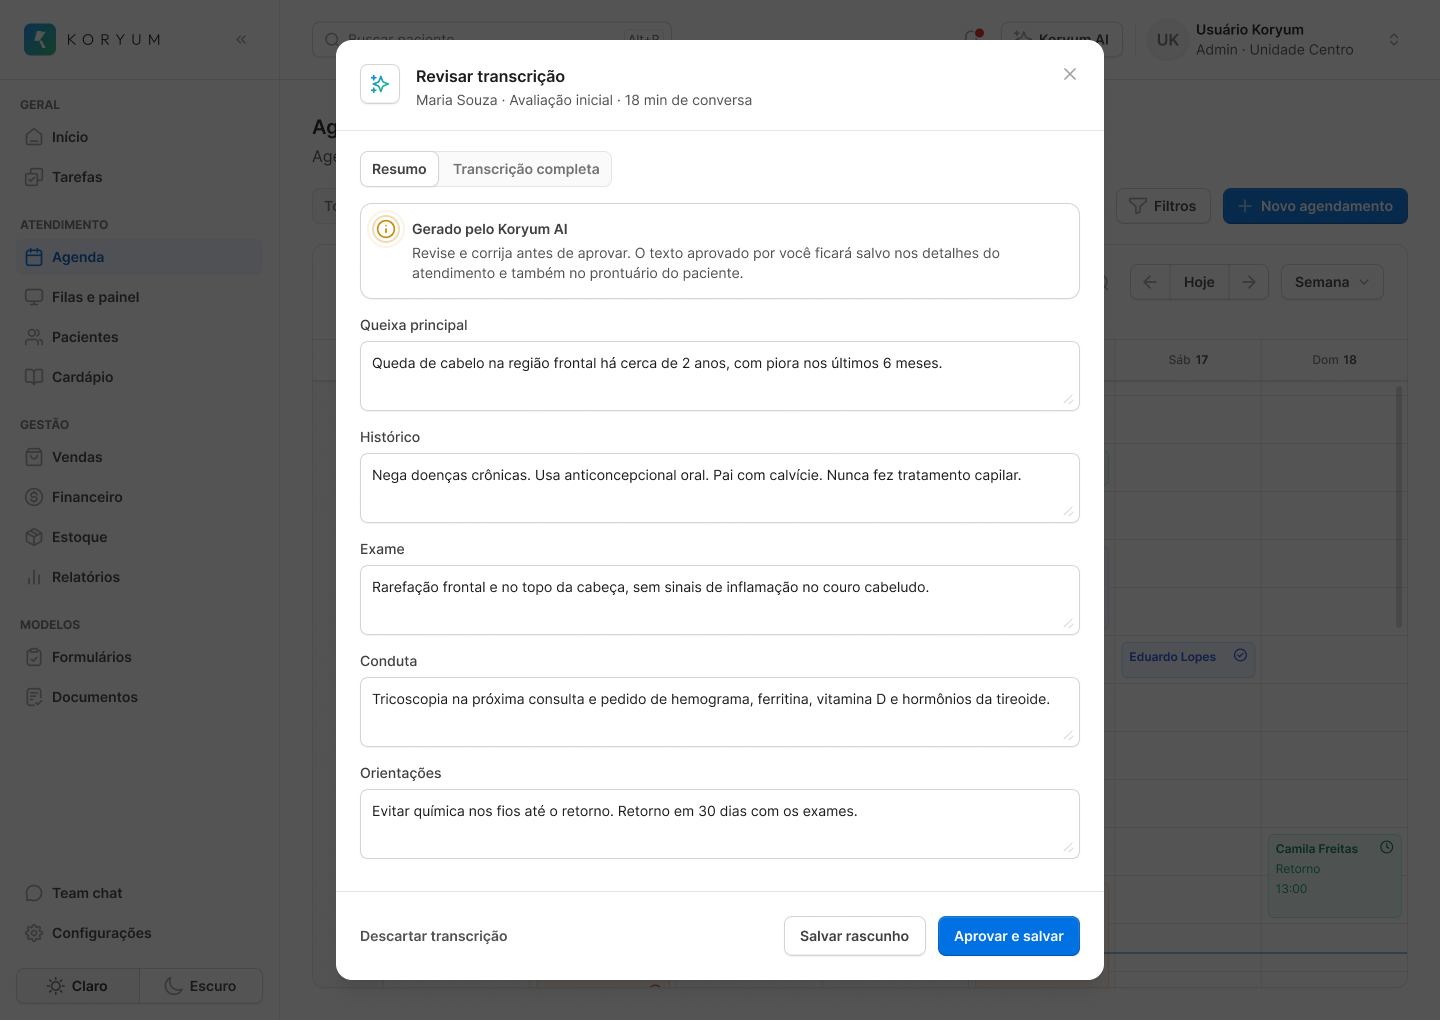 KORYUM
Buscar paciente
Alt+P
Koryum AI
UK
Usuário Koryum
Admin · Unidade Centro
GERAL
Início
Tarefas
ATENDIMENTO
Agenda
Filas e painel
Pacientes
Cardápio
GESTÃO
Vendas
Financeiro
Estoque
Relatórios
MODELOS
Formulários
Documentos
Team chat
Configurações
Claro
Escuro
Filtros
Novo agendamento
Hoje
Semana
Sáb 17
Dom 18
Eduardo Lopes
Camila Freitas
Retorno
13:00
Revisar transcrição
Maria Souza · Avaliação inicial · 18 min de conversa
Resumo
Transcrição completa
Gerado pelo Koryum AI
Revise e corrija antes de aprovar. O texto aprovado por você ficará salvo nos detalhes do
atendimento e também no prontuário do paciente.
Queixa principal
Queda de cabelo na região frontal há cerca de 2 anos, com piora nos últimos 6 meses.
Histórico
Nega doenças crônicas. Usa anticoncepcional oral. Pai com calvície. Nunca fez tratamento capilar.
Exame
Rarefação frontal e no topo da cabeça, sem sinais de inflamação no couro cabeludo.
Conduta
Tricoscopia na próxima consulta e pedido de hemograma, ferritina, vitamina D e hormônios da tireoide.
Orientações
Evitar química nos fios até o retorno. Retorno em 30 dias com os exames.
Descartar transcrição
Salvar rascunho
Aprovar e salvar